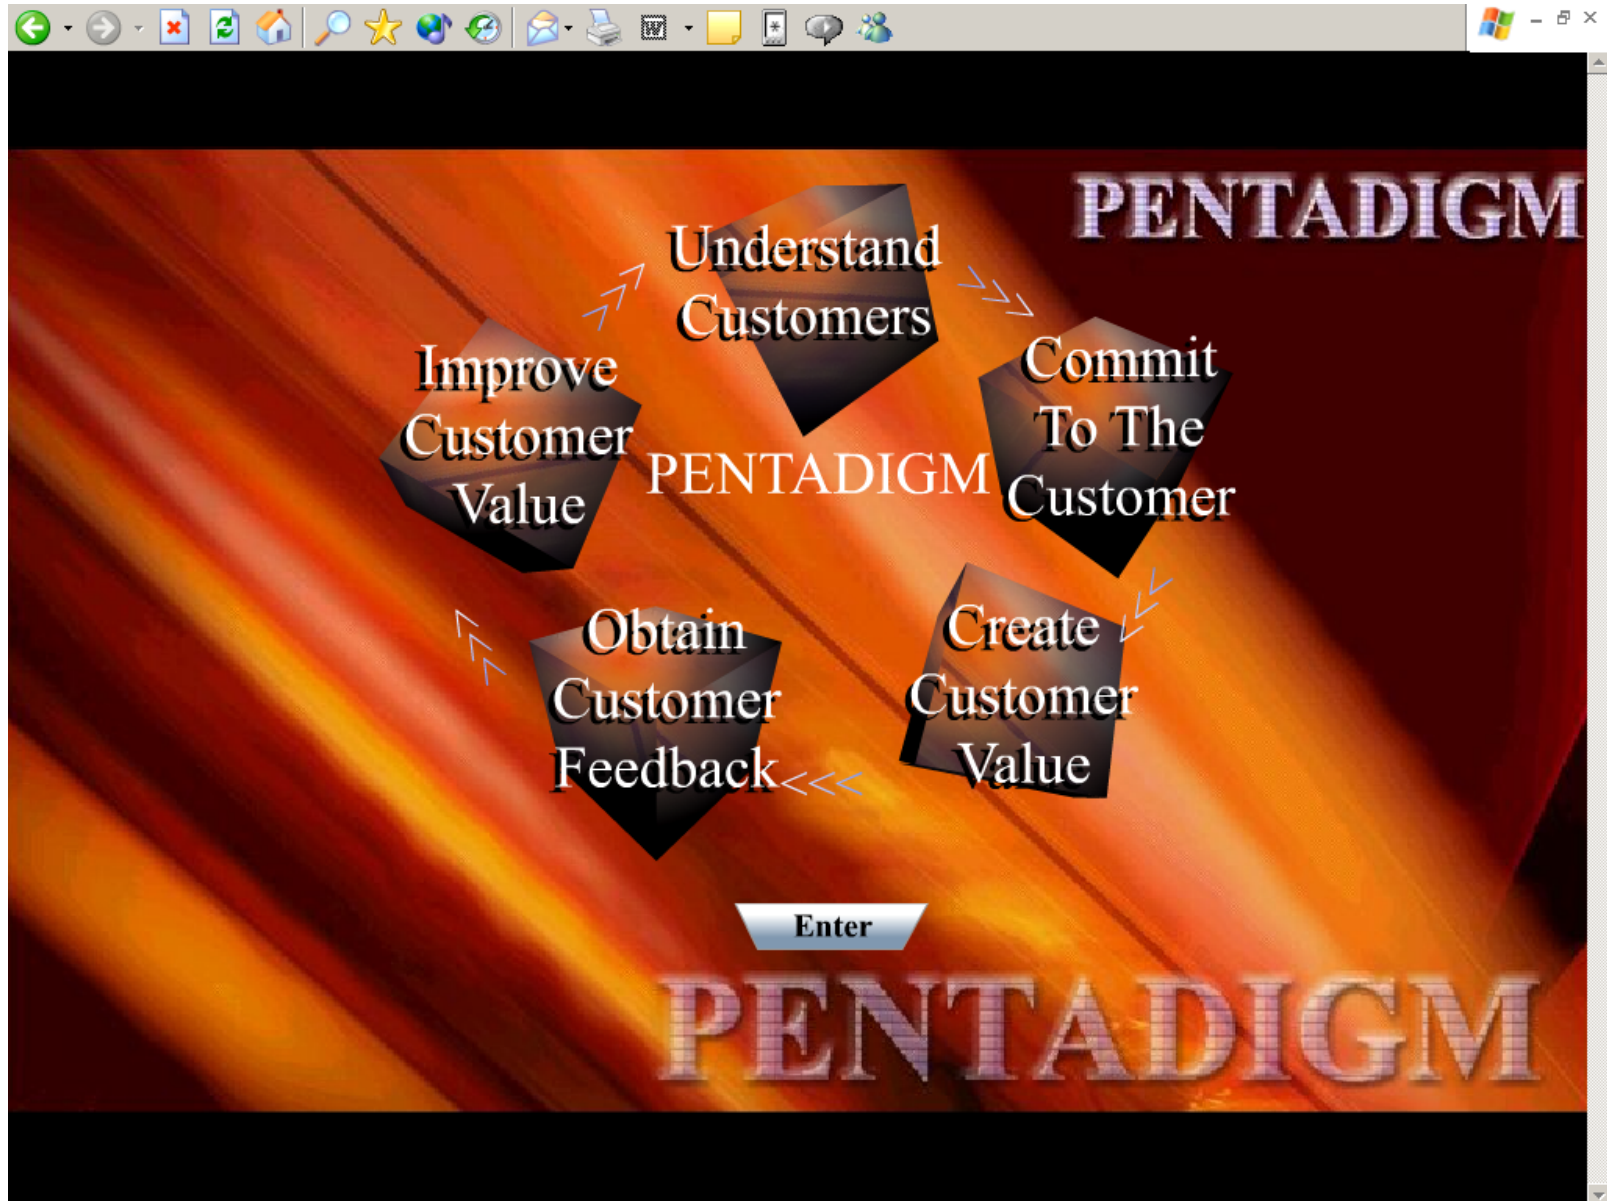 PENTADIGM
Understand
Customers
Commit
To The
Customer
Create
Customer
Value
Obtain
Customer
Feedback
Improve
Customer
Value
PENTADIGM
Enter
PENTADIGM